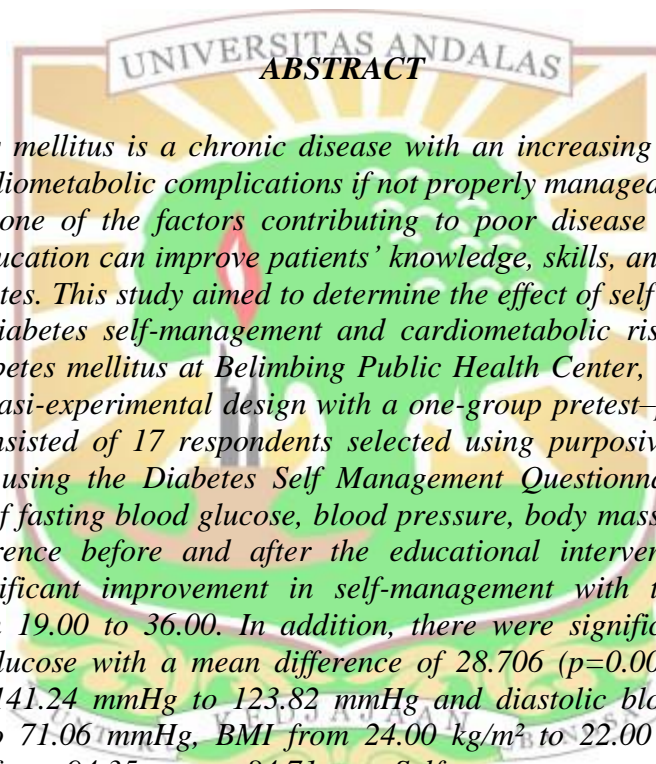 UNIVERSITAS ANDALAS
ABSTRACT
mellitus is a chronic disease with an increasing
diometabolic complications if not properly managed
one of the factors contributing to poor disease
ucation can improve patients’ knowledge, skills, an
tes. This study aimed to determine the effect of self
iabetes self-management and cardiometabolic ris
betes mellitus at Belimbing Public Health Center,
asi-experimental design with a one-group pretest–
nsisted of 17 respondents selected using purposiv
using the Diabetes Self Management Questionna
f fasting blood glucose, blood pressure, body mass
rence before and after the educational interven
ificant improvement in self-management with t
19.00 to 36.00. In addition, there were signific
lucose with a mean difference of 28.706 (p=0.00
141.24 mmHg to 123.82 mmHg and diastolic blo
71.06 mmHg, BMI from 24.00 kg/m² to 22.00
UNTUK KEDJAJAAN BANGSA